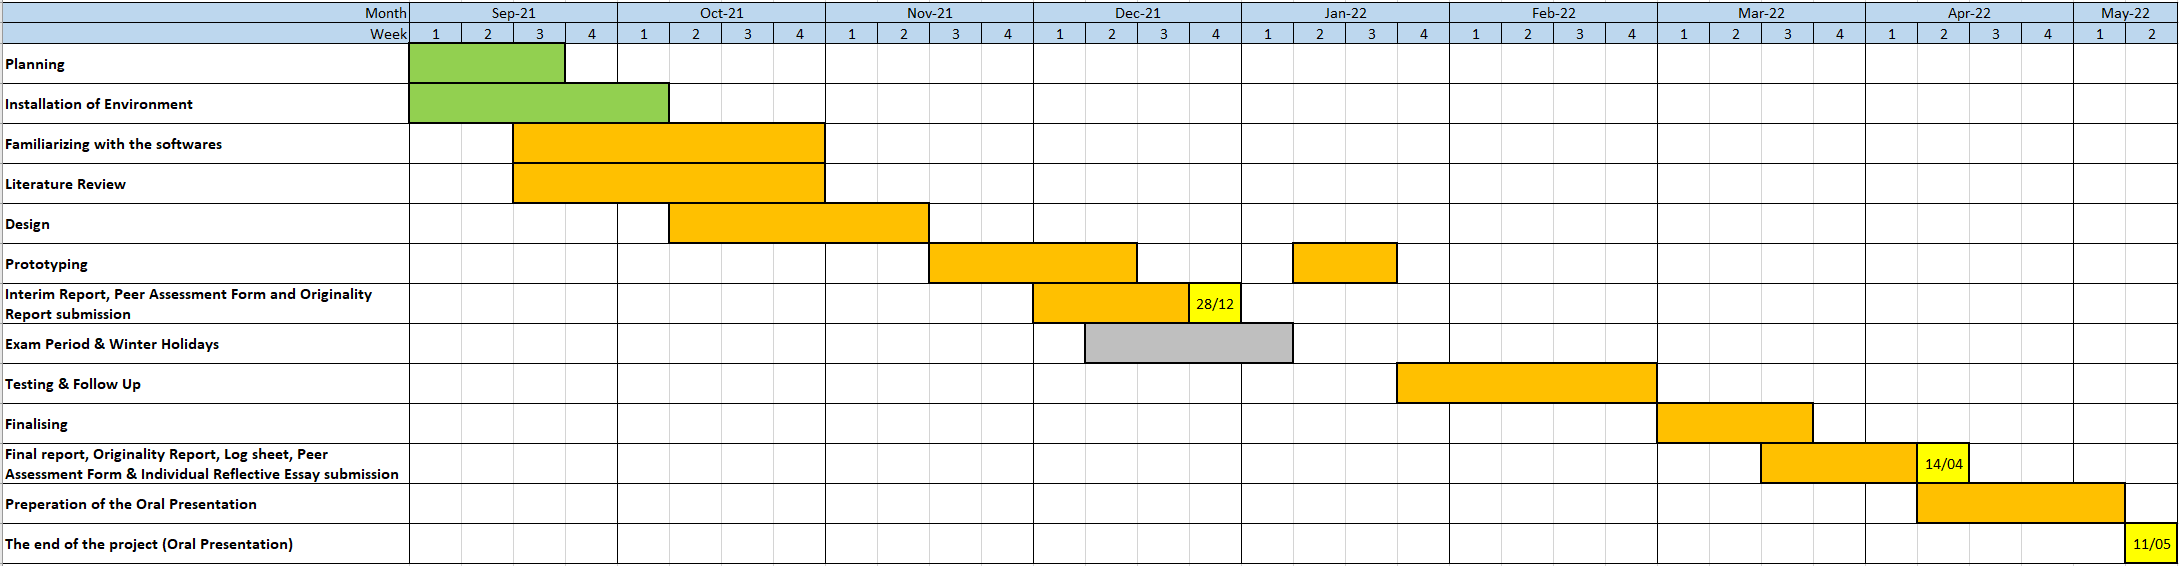 Month Sep-21 Oct-21 Nov-21 Dec-21 Jan-22 Feb-22 Mar-22 Apr-22 May-22
Week 1 2 3 4 1 2 3 4 1 2 3 4 1 2 3 4 1 2 3 4 1 2 3 4 1 2 3 4 1 2 3 4 1 2
Planning
Installation of Environment
Familiarizing with the softwares
Literature Review
Design
Prototyping
Interim Report, Peer Assessment Form and Originality
Report submission
28/12
Exam Period & Winter Holidays
Testing & Follow Up
Finalising
Final report, Originality Report, Log sheet, Peer
Assessment Form & Individual Reflective Essay submission
14/04
Preperation of the Oral Presentation
The end of the project (Oral Presentation)
11/05